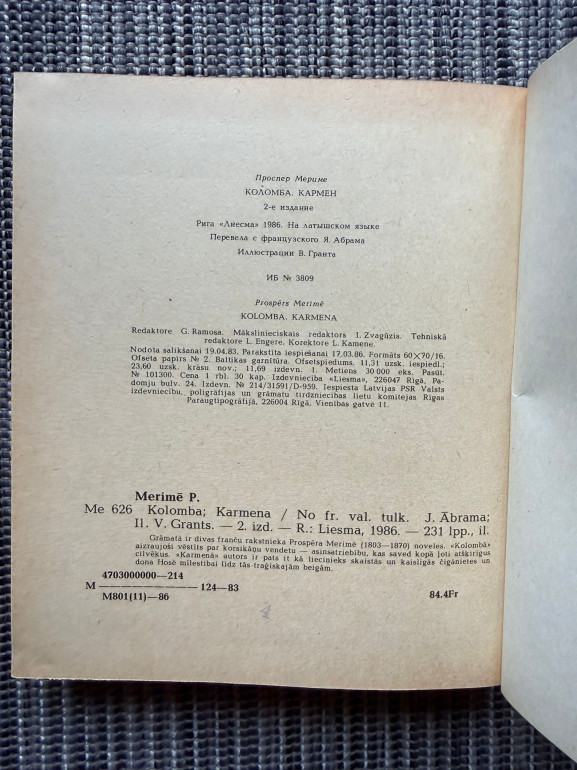 Проспер Мериме
КОЛОМБА. КАРМЕН
2-е издание
Рига «Лиесма» 1986. На латышском языке
Перевела с французского Я. Абрама
Иллюстрации В. Гранта
ИБ № 3809
Prospērs Merimē
KOLOMBA. KARMENA
Redaktore G. Ramosa. Mākslinieciskais redaktors I. Zvagūzis. Tehniskā
redaktore L. Engere. Korektore L. Kamene.
Nodota salikšanai 19.04.83. Parakstīta iespiešanai 17.03.86. Formāts 60×70/16.
Ofseta papīrs № 2. Baltikas garnitūra. Ofsetspiedums. 11,31 uzsk. iespiedl.;
23,60 uzsk. krāsu nov.; 11,69 izdevn. l. Metiens 30 000 eks. Pasūt.
№ 101300. Cena 1 rbl. 30 kap. Izdevniecība «Liesma», 226047 Rīgā, Pa-
domju bulv. 24. Izdevn. № 214/31591/D-959. Iespiesta Latvijas PSR Valsts
izdevniecību, poligrāfijas un grāmatu tirdzniecības lietu komitejas Rīgas
Paraugtipogrāfijā, 226004 Rīgā, Vienības gatvē 11.
Merimē P.
Me 626 Kolomba; Karmena / No fr. val. tulk. J. Ābrama;
Il. V. Grants. — 2. izd. — R.: Liesma, 1986. — 231 lpp., il.
Grāmatā ir divas franču rakstnieka Prospēra Merimē (1803—1870) noveles. «Kolombā»
aizraujoši vēstīts par korsikāņu vendetu — asinsatriebību, kas saved kopā ļoti atšķirīgus
cilvēkus. «Karmenā» autors ir pats it kā liecinieks skaistās un kaislīgās čigānietes un
dona Hosē mīlestībai līdz tās traģiskajām beigām.
4703000000—214
M ——————— 124—83
M801(11)—86
84.4Fr